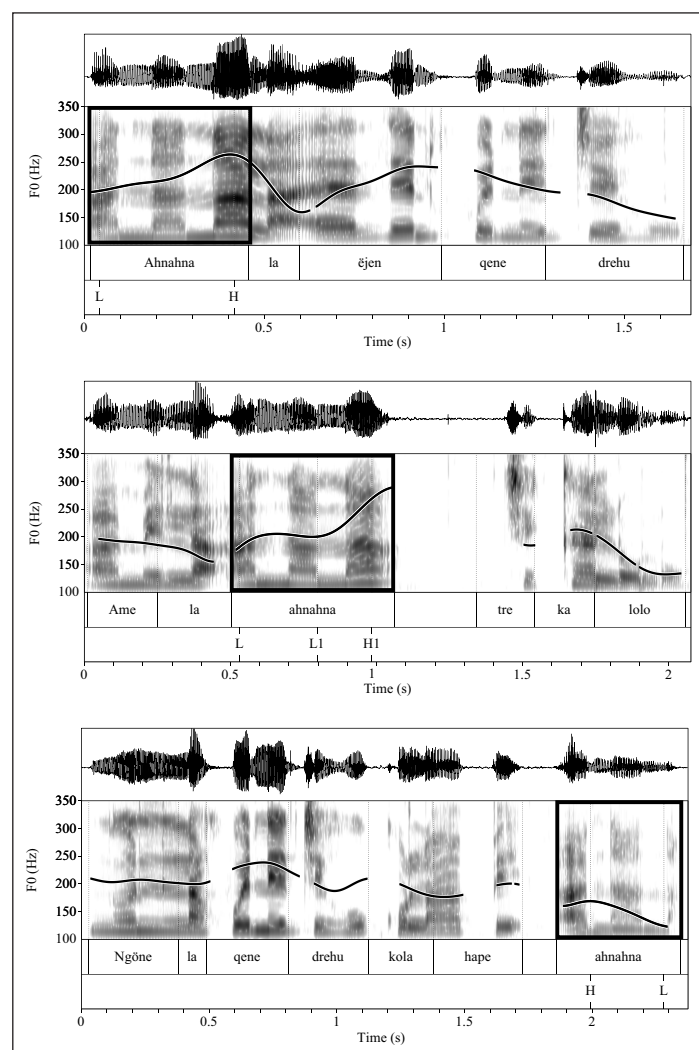 350
300
250
200
150
100
F0 (Hz)
Ahnahna la ëjen qene drehu
L H
0 0.5 1 1.5
Time (s)
350
300
250
200
150
100
F0 (Hz)
Ame la ahnahna tre ka lolo
L L1 H1
0 0.5 1 1.5 2
Time (s)
350
300
250
200
150
100
F0 (Hz)
Ngöne la qene drehu kola hape ahnahna
H L
0 0.5 1 1.5 2
Time (s)